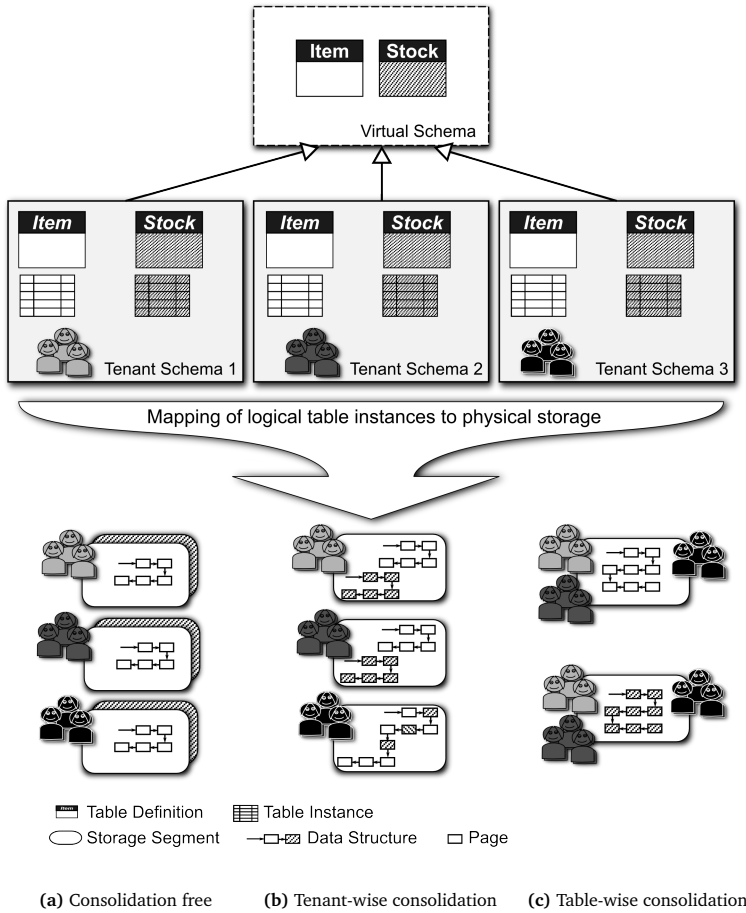 Item Stock
Virtual Schema
Item Stock Item Stock Item Stock
Tenant Schema 1 Tenant Schema 2 Tenant Schema 3
Mapping of logical table instances to physical storage
Item Table Definition Table Instance
Storage Segment Data Structure Page
(a) Consolidation free (b) Tenant-wise consolidation (c) Table-wise consolidation